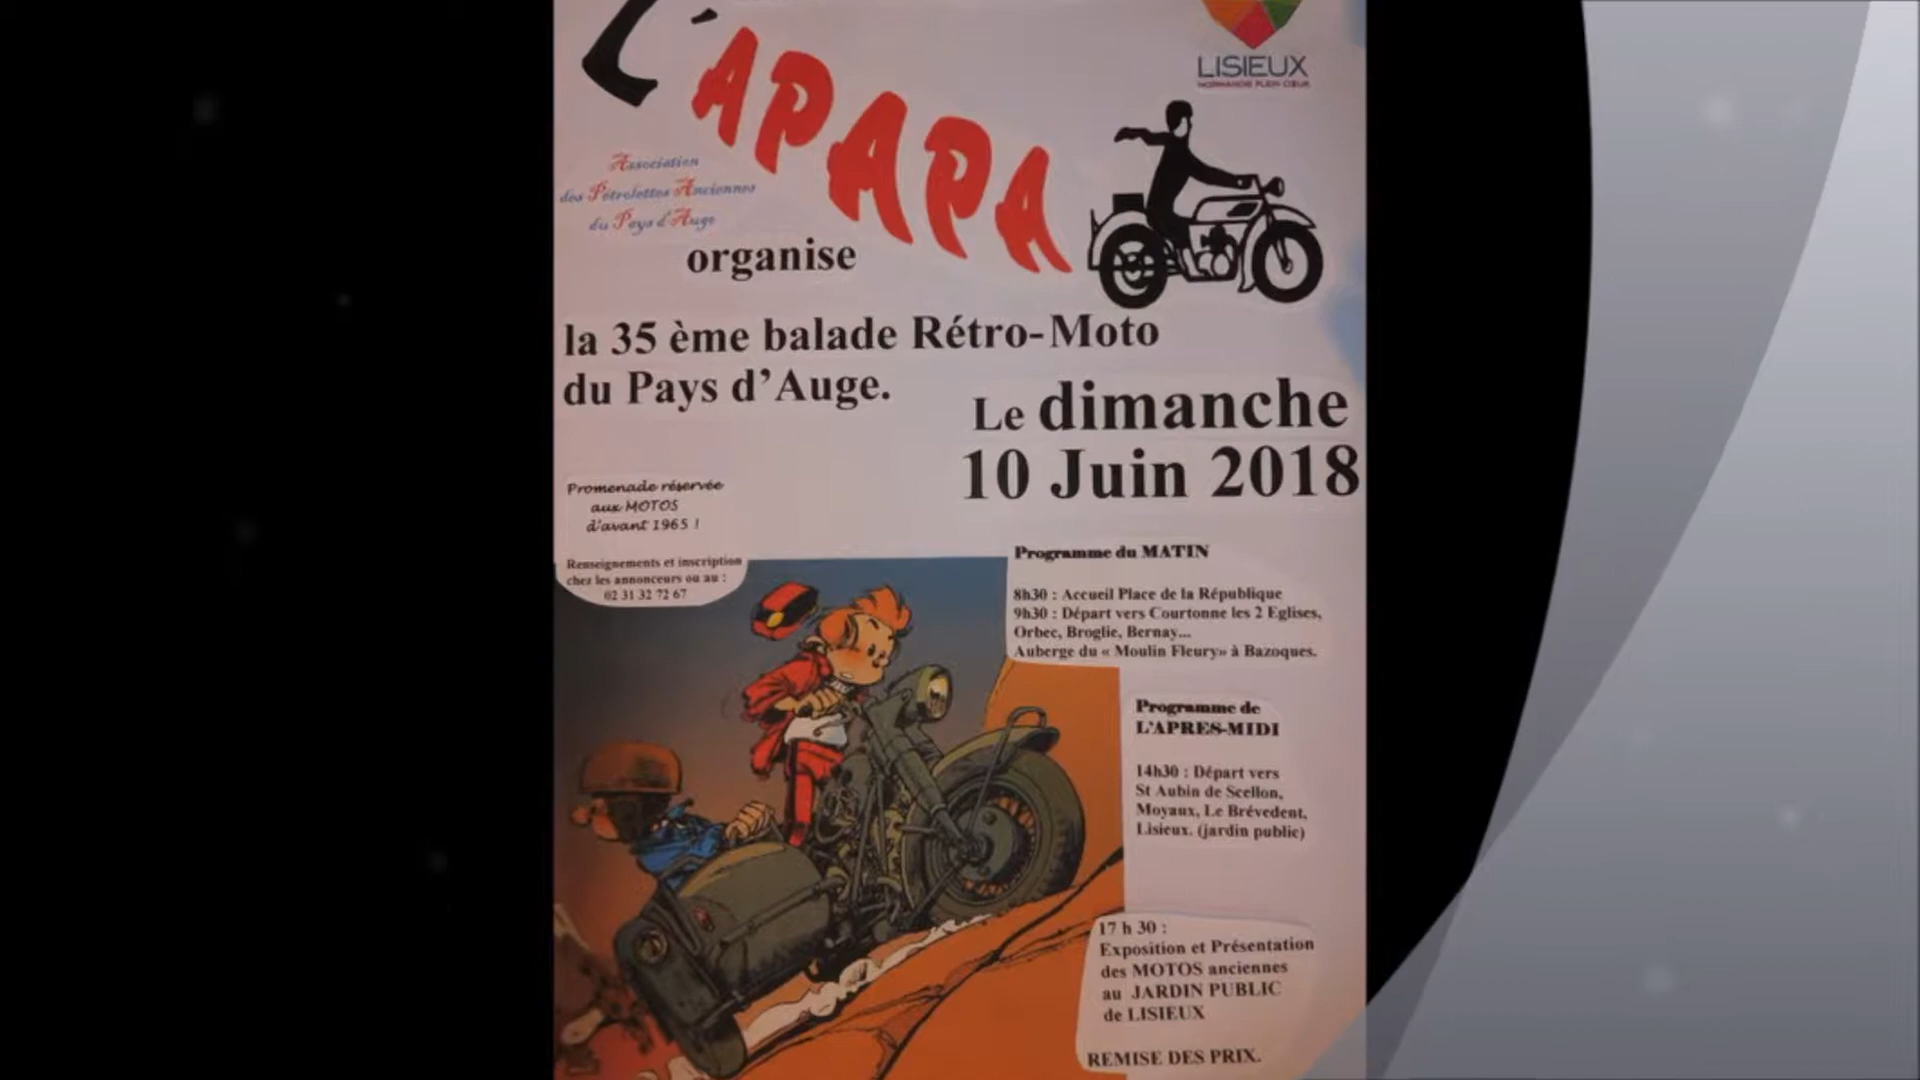 L'APAPA
LISIEUX
NORMANDIE PLEIN CŒUR
Association
des Pétrolettes Anciennes
du Pays d'Auge
organise
la 35 ème balade Rétro-Moto
du Pays d'Auge.
Le dimanche
10 Juin 2018
Promenade réservée
aux MOTOS
d'avant 1965 !
Renseignements et inscription
chez les annonceurs ou au :
02 31 32 72 67
Programme du MATIN
8h30 : Accueil Place de la République
9h30 : Départ vers Courtonne les 2 Eglises,
Orbec, Broglie, Bernay...
Auberge du « Moulin Fleury» à Bazoques.
Programme de
L'APRES-MIDI
14h30 : Départ vers
St Aubin de Scellon,
Moyaux, Le Brévedent,
Lisieux. (jardin public)
17 h 30 :
Exposition et Présentation
des MOTOS anciennes
au JARDIN PUBLIC
de LISIEUX
REMISE DES PRIX.